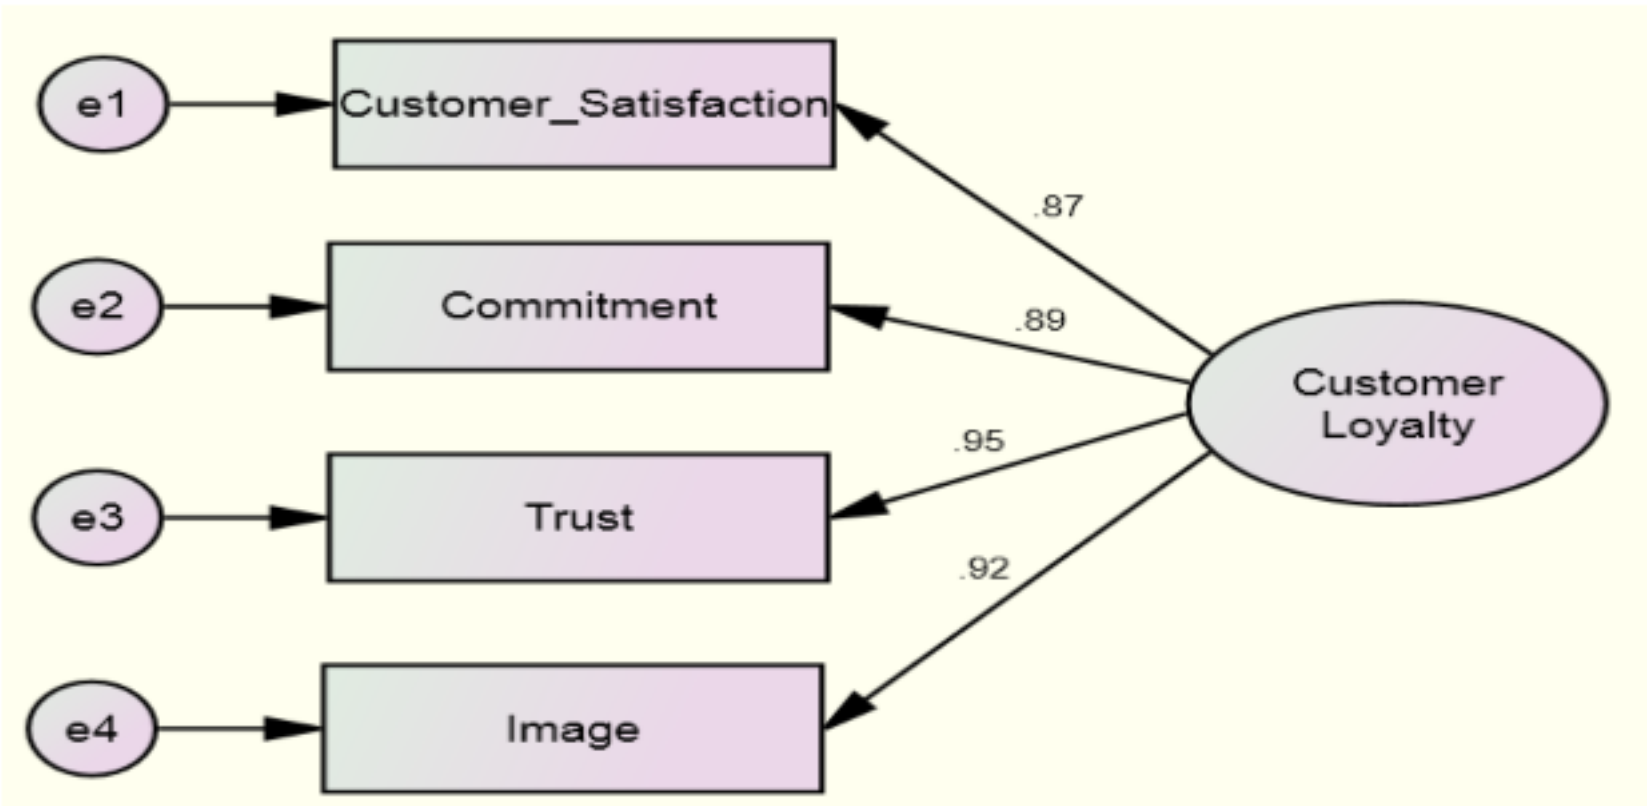 e1
Customer_Satisfaction
.87
e2
Commitment
.89
Customer
Loyalty
.95
e3
Trust
.92
e4
Image